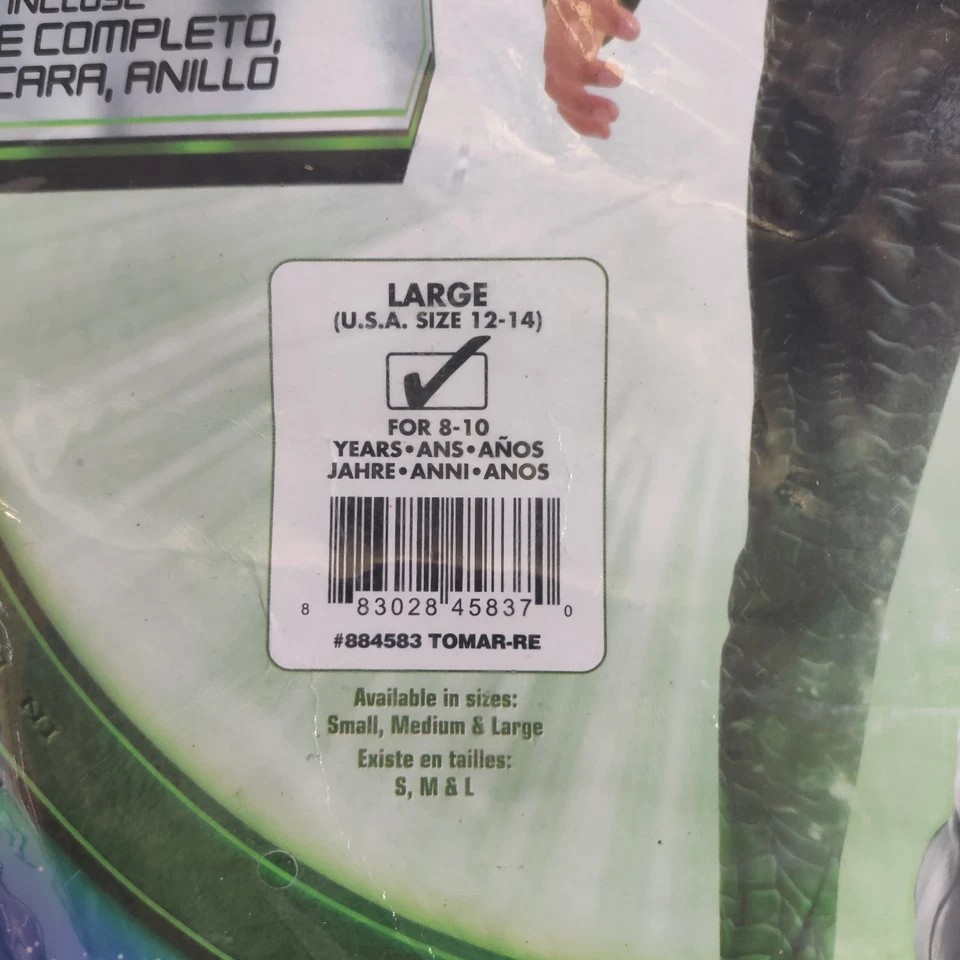 INCLUSE
E COMPLETO,
CARA, ANILLO
LARGE
(U.S.A. SIZE 12-14)
FOR 8-10
YEARS•ANS•AÑOS
JAHRE•ANNI•ANOS
8 83028 45837 0
#884583 TOMAR-RE
Available in sizes:
Small, Medium & Large
Existe en tailles:
S, M & L